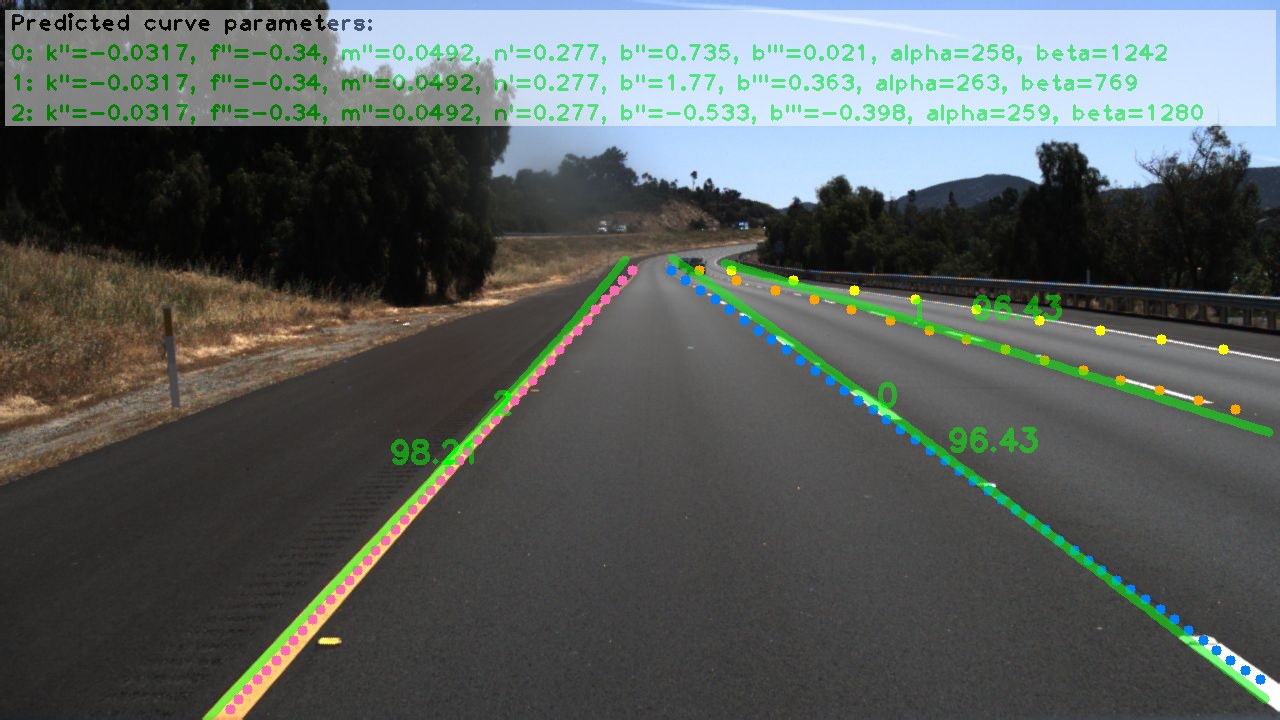 Predicted curve parameters:
0: k''=-0.0317, f''=-0.34, m''=0.0492, n'=0.277, b''=0.735, b'''=0.021, alpha=258, beta=1242
1: k''=-0.0317, f''=-0.34, m''=0.0492, n'=0.277, b''=1.77, b'''=0.363, alpha=263, beta=769
2: k''=-0.0317, f''=-0.34, m''=0.0492, n'=0.277, b''=-0.533, b'''=-0.398, alpha=259, beta=1280
1 96.43
2 0
98.21 96.43